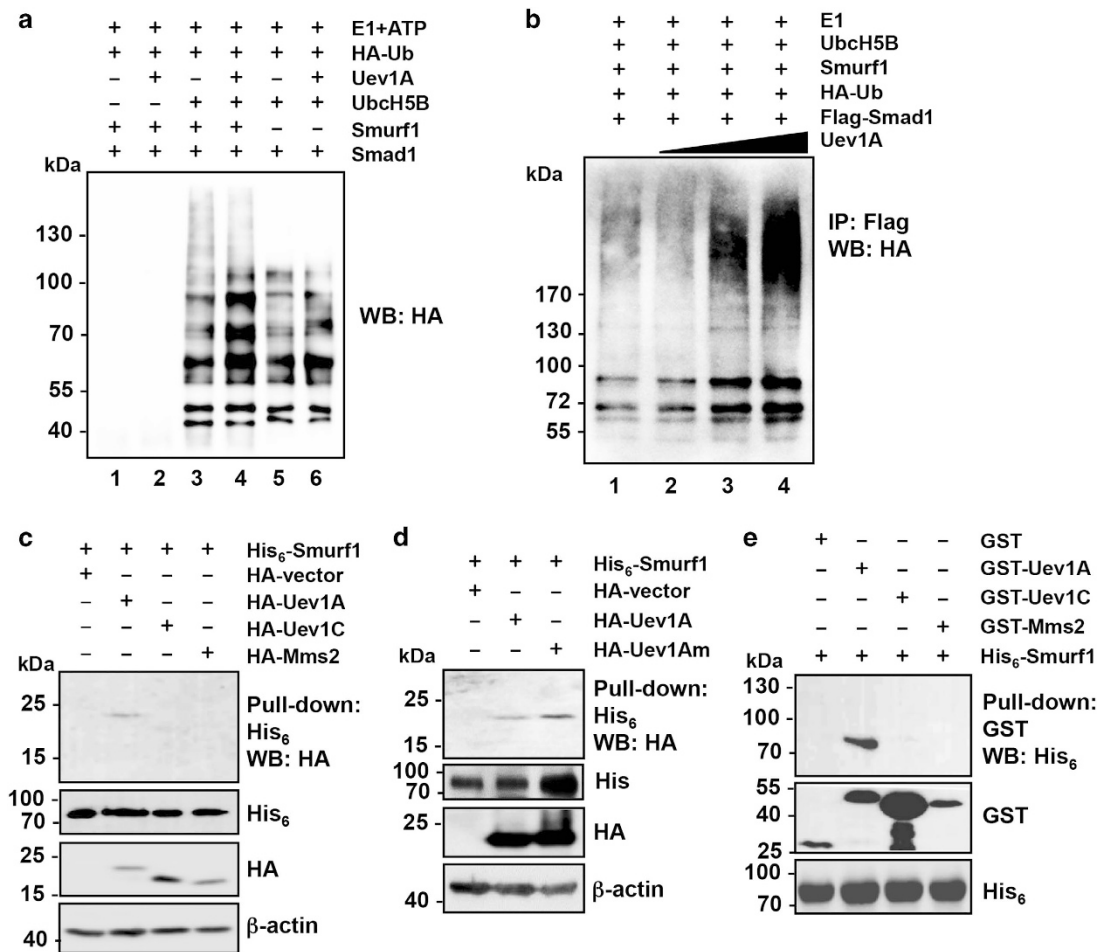 a
+ + + + + + E1+ATP
+ + + + + + HA-Ub
– + – + – + Uev1A
– – + + + + UbcH5B
+ + + + – – Smurf1
+ + + + + + Smad1
kDa
130
100
70
55
40
WB: HA
1 2 3 4 5 6
b
+ + + + E1
+ + + + UbcH5B
+ + + + Smurf1
+ + + + HA-Ub
+ + + + Flag-Smad1
Uev1A
kDa
170
130
100
72
55
IP: Flag
WB: HA
1 2 3 4
c
+ + + + His6-Smurf1
+ – – – HA-vector
– + – – HA-Uev1A
– – + – HA-Uev1C
– – – + HA-Mms2
kDa
25
15
Pull-down:
His6
WB: HA
100
70
His6
25
15
HA
40
β-actin
d
+ + + His6-Smurf1
+ – – HA-vector
– + – HA-Uev1A
– – + HA-Uev1Am
kDa
25
15
Pull-down:
His6
WB: HA
100
70
His
25
HA
40
β-actin
e
+ – – – GST
– + – – GST-Uev1A
– – + – GST-Uev1C
– – – + GST-Mms2
+ + + + His6-Smurf1
kDa
130
100
70
Pull-down:
GST
WB: His6
55
40
25
GST
100
70
His6